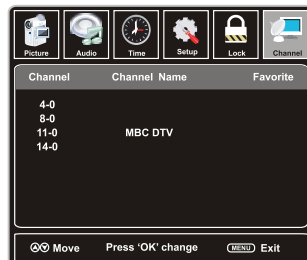 Picture Audio Time Setup Lock Channel
Channel Channel Name Favorite
4-0
8-0
11-0 MBC DTV
14-0
Move Press 'OK' change MENU Exit